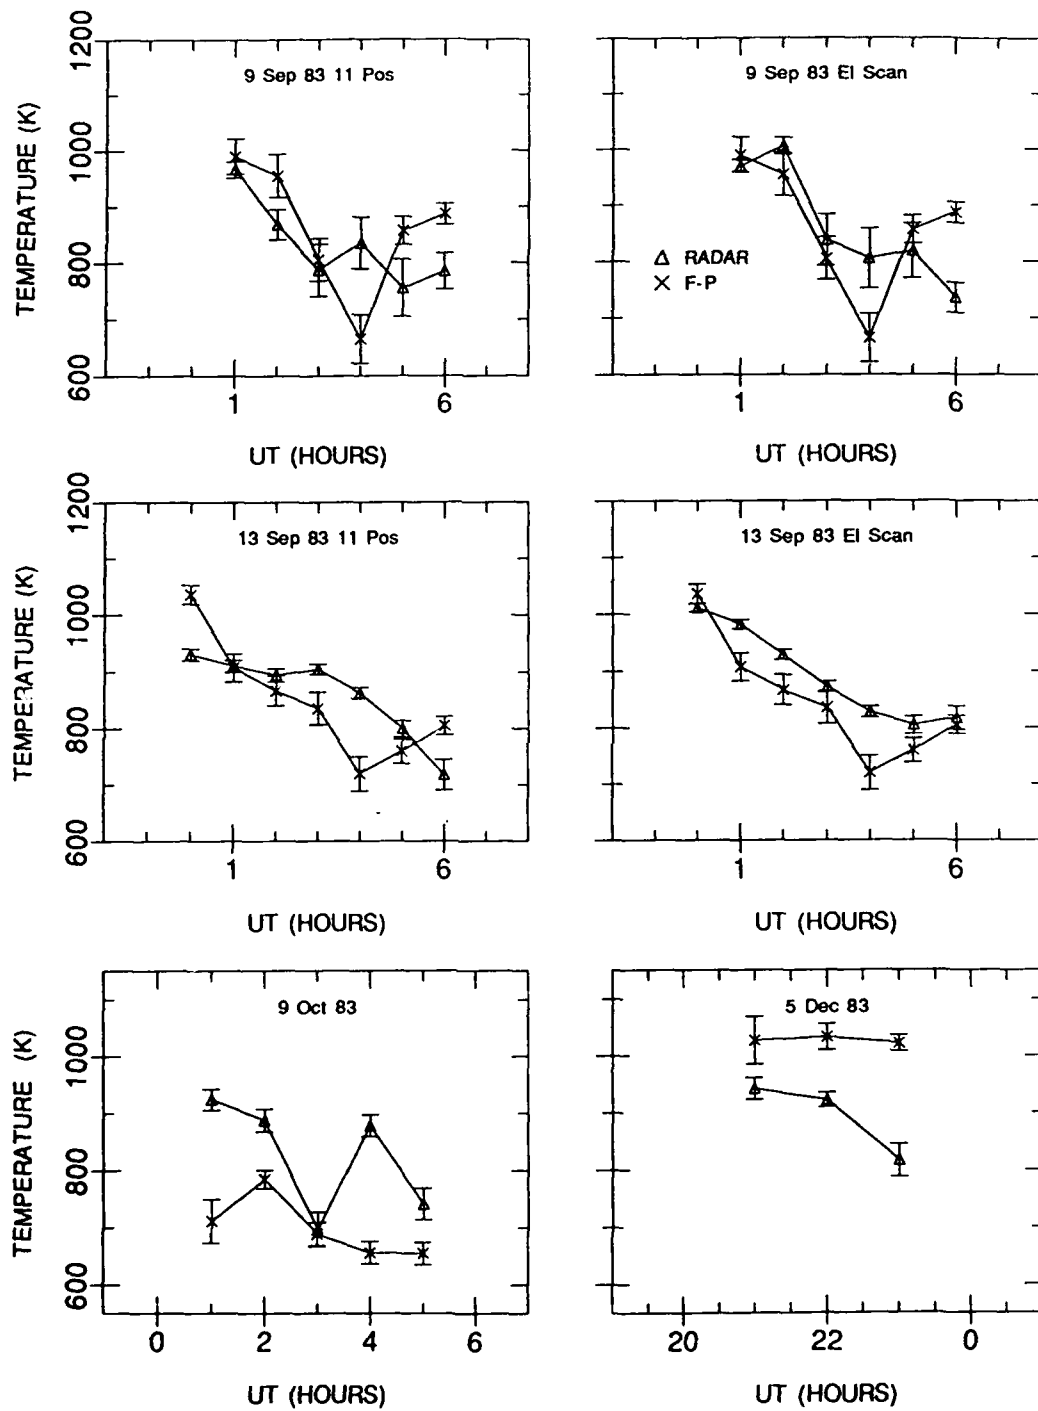 9 Sep 83 11 Pos
TEMPERATURE (K)
1200
1000
800
600
1
6
UT (HOURS)
9 Sep 83 El Scan
△ RADAR
× F-P
1
6
UT (HOURS)
13 Sep 83 11 Pos
TEMPERATURE (K)
1200
1000
800
600
1
6
UT (HOURS)
13 Sep 83 El Scan
1
6
UT (HOURS)
9 Oct 83
TEMPERATURE (K)
1000
800
600
0
2
4
6
UT (HOURS)
5 Dec 83
20
22
0
UT (HOURS)